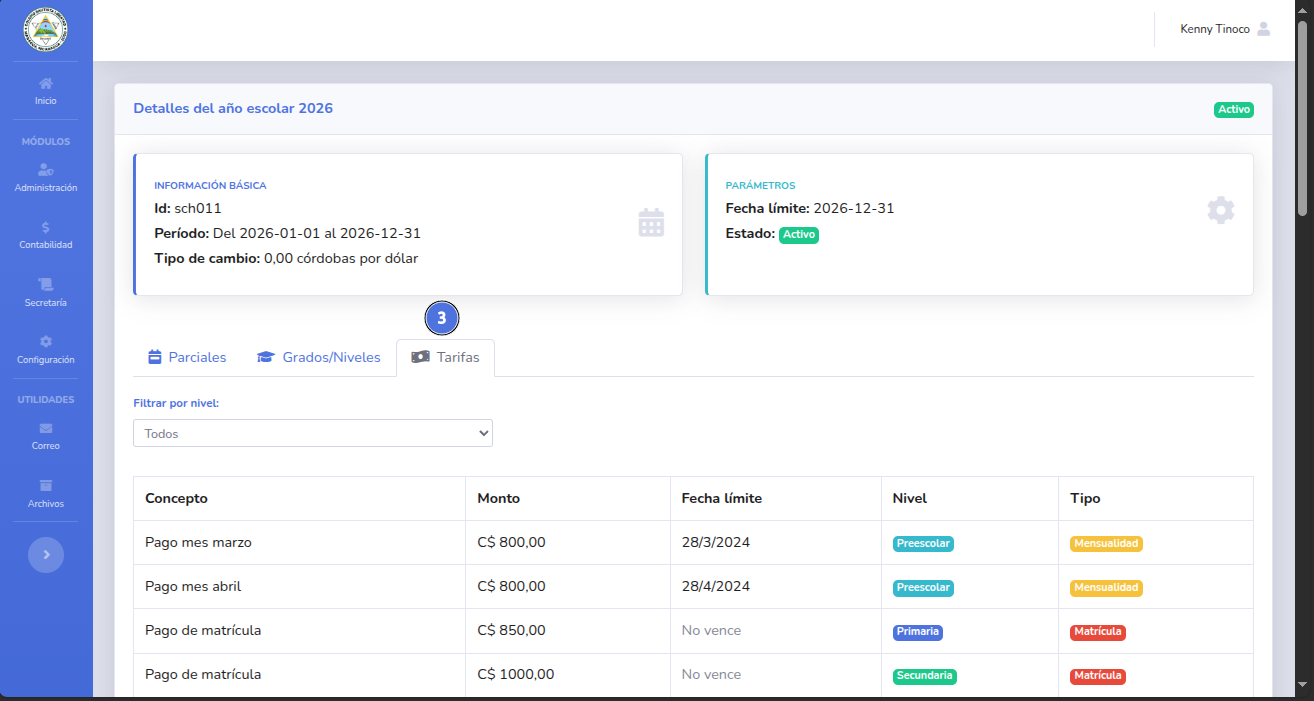 Kenny Tinoco
Inicio
MÓDULOS
Administración
Contabilidad
Secretaría
Configuración
UTILIDADES
Correo
Archivos
Detalles del año escolar 2026
Activo
INFORMACIÓN BÁSICA
Id: sch011
Período: Del 2026-01-01 al 2026-12-31
Tipo de cambio: 0,00 córdobas por dólar
PARÁMETROS
Fecha límite: 2026-12-31
Estado: Activo
3
Parciales Grados/Niveles Tarifas
Filtrar por nivel:
Todos
Concepto Monto Fecha límite Nivel Tipo
Pago mes marzo C$ 800,00 28/3/2024 Preescolar Mensualidad
Pago mes abril C$ 800,00 28/4/2024 Preescolar Mensualidad
Pago de matrícula C$ 850,00 No vence Primaria Matrícula
Pago de matrícula C$ 1000,00 No vence Secundaria Matrícula